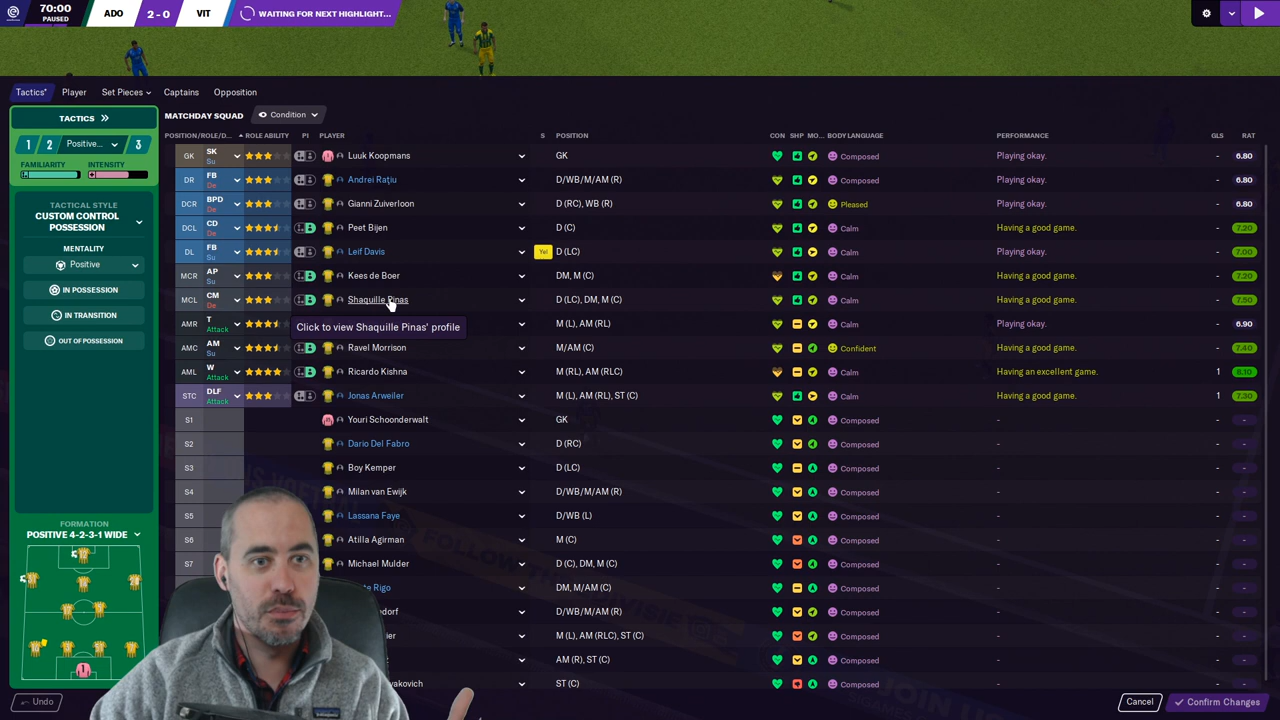 70:00
PAUSED
ADO
2 - 0
VIT
WAITING FOR NEXT HIGHLIGHT...
Tactics*
Player
Set Pieces
Captains
Opposition
TACTICS
1 2 Positive... 3
FAMILIARITY INTENSITY
TACTICAL STYLE
CUSTOM CONTROL
POSSESSION
MENTALITY
Positive
IN POSSESSION
IN TRANSITION
OUT OF POSSESSION
FORMATION
POSITIVE 4-2-3-1 WIDE
Undo
MATCHDAY SQUAD Condition
POSITION/ROLE/D... ROLE ABILITY PI PLAYER S POSITION CON SHP MO... BODY LANGUAGE PERFORMANCE GLS RAT
GK SK Su Luuk Koopmans GK Composed Playing okay. - 6.80
DR FB De Andrei Rațiu D/WB/M/AM (R) Composed Playing okay. - 6.80
DCR BPD De Gianni Zuiverloon D (RC), WB (R) Pleased Playing okay. - 6.80
DCL CD De Peet Bijen D (C) Calm Having a good game. - 7.20
DL FB Su Leif Davis Yel D (LC) Calm Having a good game. - 7.00
MCR AP Su Kees de Boer DM, M (C) Calm Having a good game. - 7.20
MCL CM De Shaquille Pinas D (LC), DM, M (C) Calm Having a good game. - 7.50
AMR T Attack Click to view Shaquille Pinas' profile M (L), AM (RL) Calm Playing okay. - 6.90
AMC AM Su Ravel Morrison M/AM (C) Confident Having a good game. - 7.40
AML W Attack Ricardo Kishna M (RL), AM (RLC) Calm Having an excellent game. 1 8.10
STC DLF Attack Jonas Arweiler M (L), AM (RL), ST (C) Calm Having a good game. 1 7.30
S1 Youri Schoonderwalt GK Composed - - -
S2 Dario Del Fabro D (RC) Composed - - -
S3 Boy Kemper D (LC) Composed - - -
S4 Milan van Ewijk D/WB/M/AM (R) Composed - - -
S5 Lassana Faye D/WB (L) Composed - - -
S6 Atilla Agirman M (C) Composed - - -
S7 Michael Mulder D (C), DM, M (C) Composed - - -
Rigo DM, M/AM (C) Composed - - -
D/WB/M/AM (R) Composed - - -
M (L), AM (RLC), ST (C) Composed - - -
AM (R), ST (C) Composed - - -
ST (C) Composed - - -
Cancel
Confirm Changes